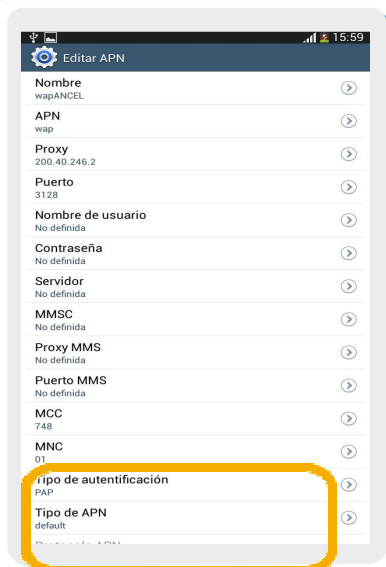 15:59
Editar APN
Nombre
wapANCEL
APN
wap
Proxy
200.40.246.2
Puerto
3128
Nombre de usuario
No definida
Contraseña
No definida
Servidor
No definida
MMSC
No definida
Proxy MMS
No definida
Puerto MMS
No definida
MCC
748
MNC
01
Tipo de autentificación
PAP
Tipo de APN
default
Protocolo APN